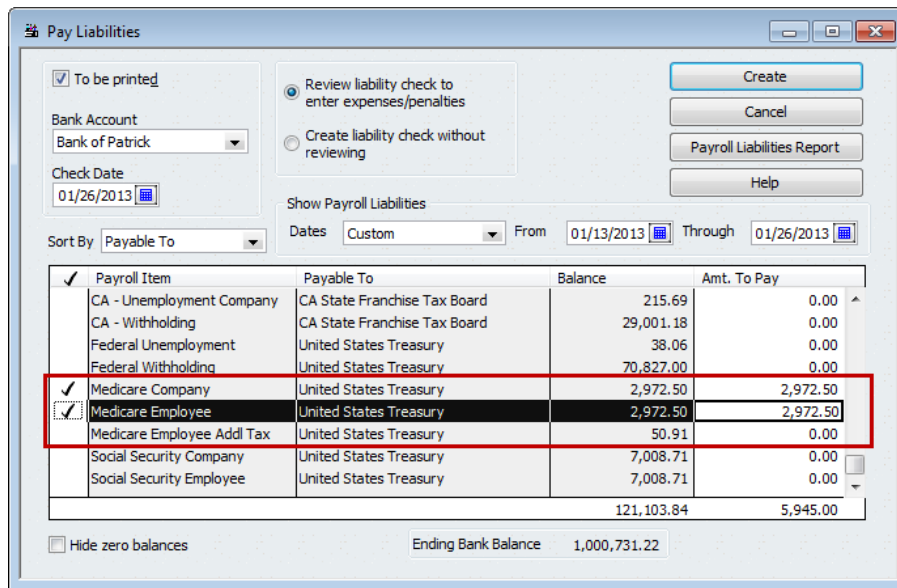 Pay Liabilities
To be printed
Bank Account
Bank of Patrick
Check Date
01/26/2013
Review liability check to
enter expenses/penalties
Create liability check without
reviewing
Create
Cancel
Payroll Liabilities Report
Help
Show Payroll Liabilities
Sort By Payable To
Dates Custom From 01/13/2013 Through 01/26/2013
Payroll Item Payable To Balance Amt. To Pay
CA - Unemployment Company CA State Franchise Tax Board 215.69 0.00
CA - Withholding CA State Franchise Tax Board 29,001.18 0.00
Federal Unemployment United States Treasury 38.06 0.00
Federal Withholding United States Treasury 70,827.00 0.00
Medicare Company United States Treasury 2,972.50 2,972.50
Medicare Employee United States Treasury 2,972.50 2,972.50
Medicare Employee Addl Tax United States Treasury 50.91 0.00
Social Security Company United States Treasury 7,008.71 0.00
Social Security Employee United States Treasury 7,008.71 0.00
121,103.84 5,945.00
Hide zero balances Ending Bank Balance 1,000,731.22